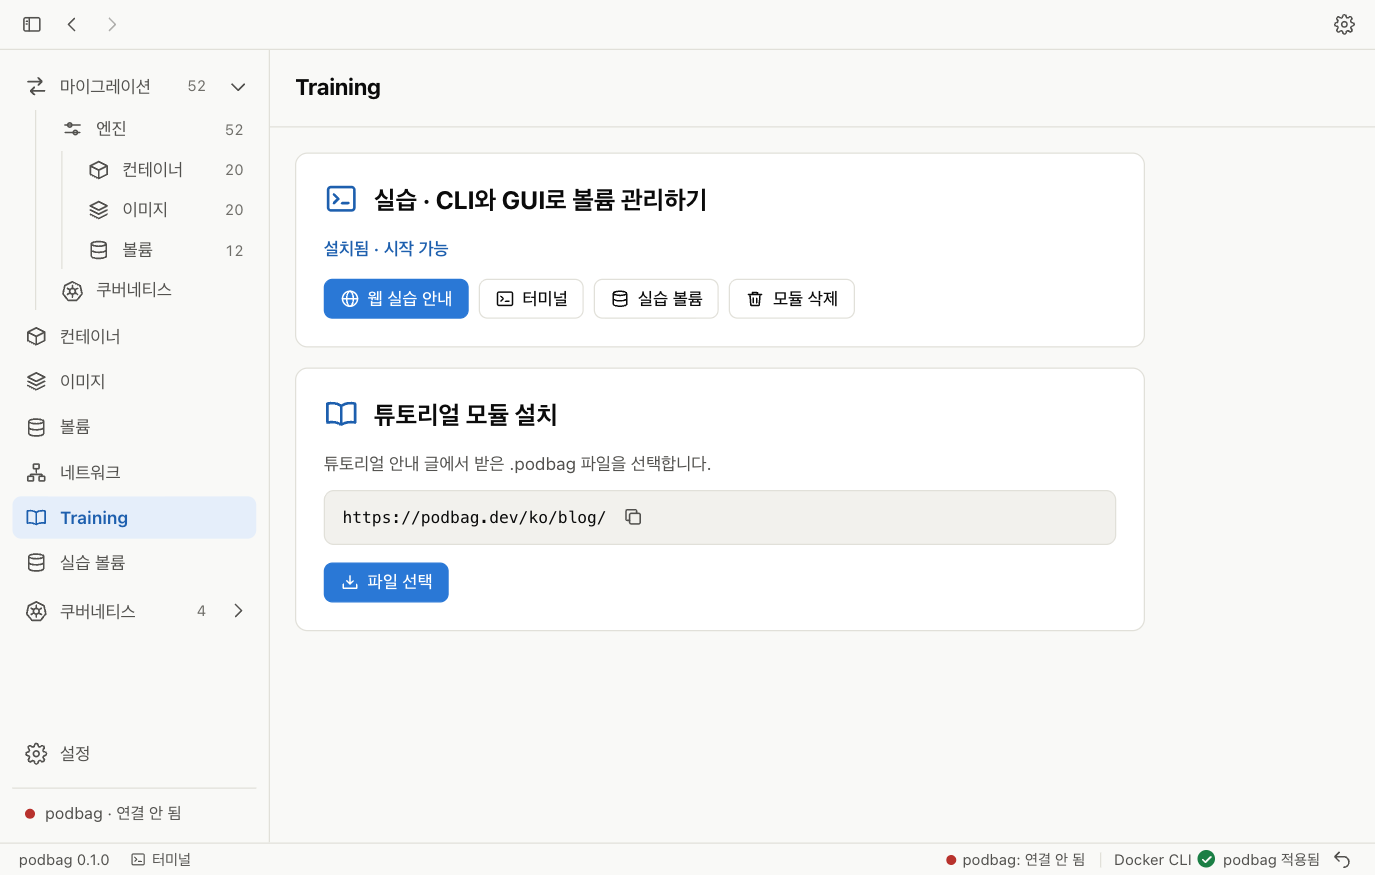 마이그레이션 52
엔진 52
컨테이너 20
이미지 20
볼륨 12
쿠버네티스
컨테이너
이미지
볼륨
네트워크
Training
실습 볼륨
쿠버네티스 4
설정
podbag · 연결 안 됨
Training
실습 · CLI와 GUI로 볼륨 관리하기
설치됨 · 시작 가능
웹 실습 안내 터미널 실습 볼륨 모듈 삭제
튜토리얼 모듈 설치
튜토리얼 안내 글에서 받은 .podbag 파일을 선택합니다.
https://podbag.dev/ko/blog/
파일 선택
podbag 0.1.0 터미널 podbag: 연결 안 됨 Docker CLI podbag 적용됨